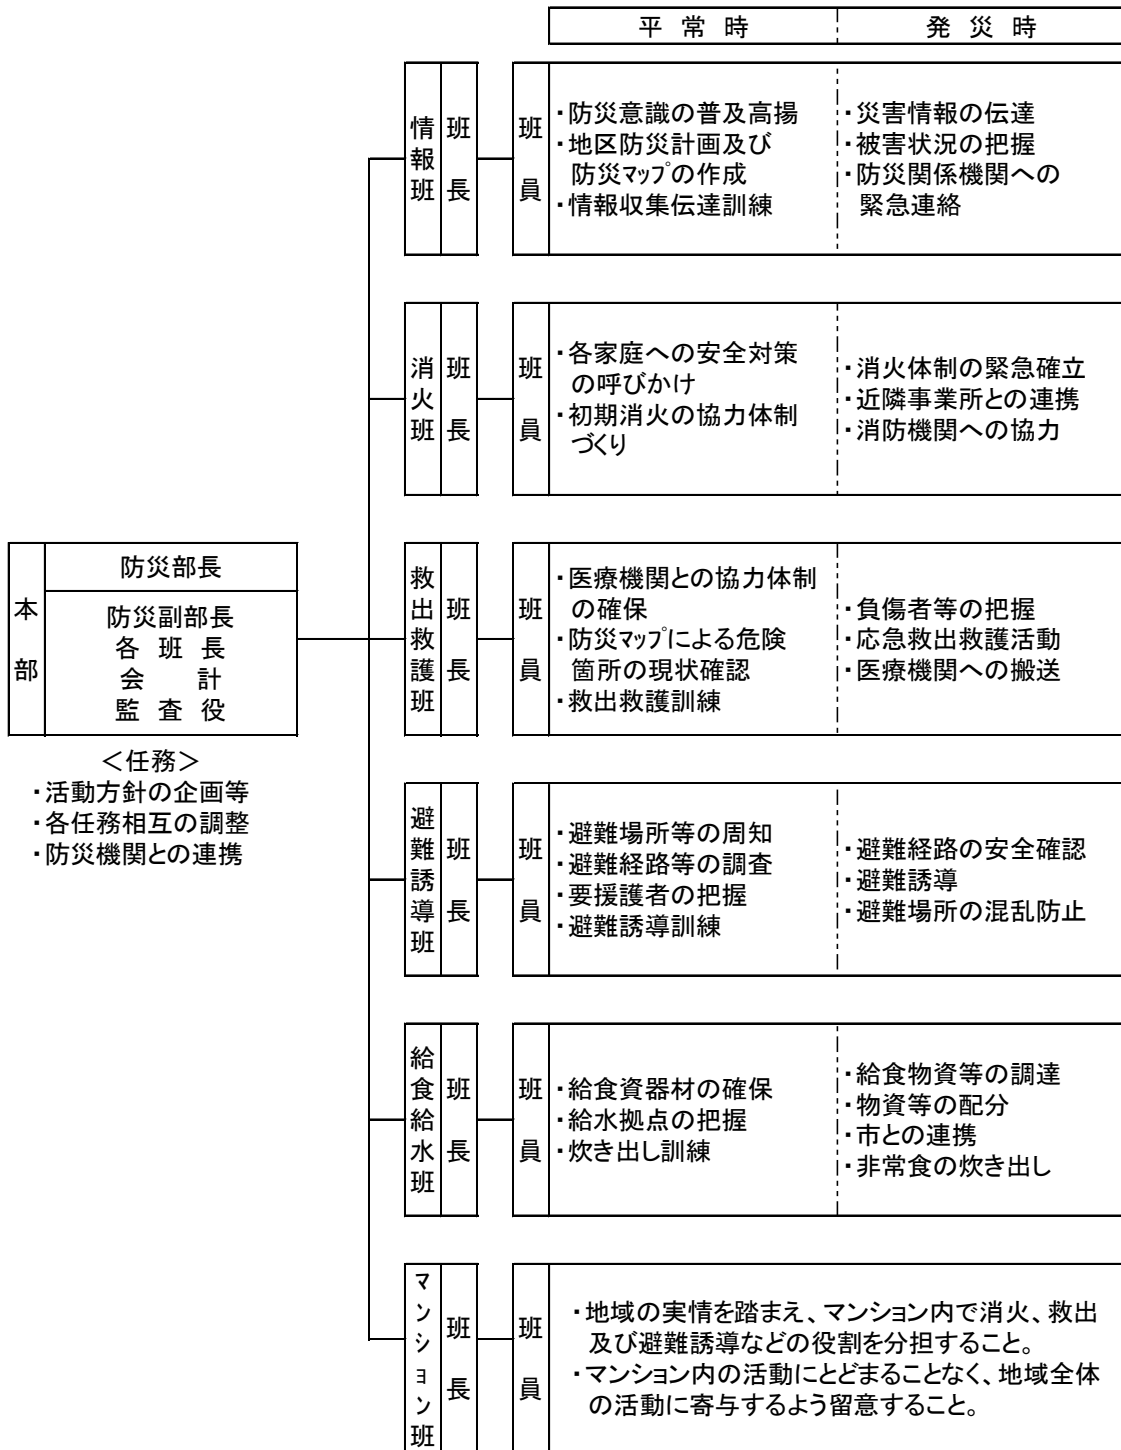 平常時
発災時
情報班
班長
班員
・防災意識の普及高揚
・地区防災計画及び
防災マップの作成
・情報収集伝達訓練
・災害情報の伝達
・被害状況の把握
・防災関係機関への
緊急連絡
消火班
班長
班員
・各家庭への安全対策
の呼びかけ
・初期消火の協力体制
づくり
・消火体制の緊急確立
・近隣事業所との連携
・消防機関への協力
本部
防災部長
防災副部長
各班長
会計
監査役
＜任務＞
・活動方針の企画等
・各任務相互の調整
・防災機関との連携
救出救護班
班長
班員
・医療機関との協力体制
の確保
・防災マップによる危険
箇所の現状確認
・救出救護訓練
・負傷者等の把握
・応急救出救護活動
・医療機関への搬送
避難誘導班
班長
班員
・避難場所等の周知
・避難経路等の調査
・要援護者の把握
・避難誘導訓練
・避難経路の安全確認
・避難誘導
・避難場所の混乱防止
給食給水班
班長
班員
・給食資器材の確保
・給水拠点の把握
・炊き出し訓練
・給食物資等の調達
・物資等の配分
・市との連携
・非常食の炊き出し
マンション班
班長
班員
・地域の実情を踏まえ、マンション内で消火、救出
及び避難誘導などの役割を分担すること。
・マンション内の活動にとどまることなく、地域全体
の活動に寄与するよう留意すること。